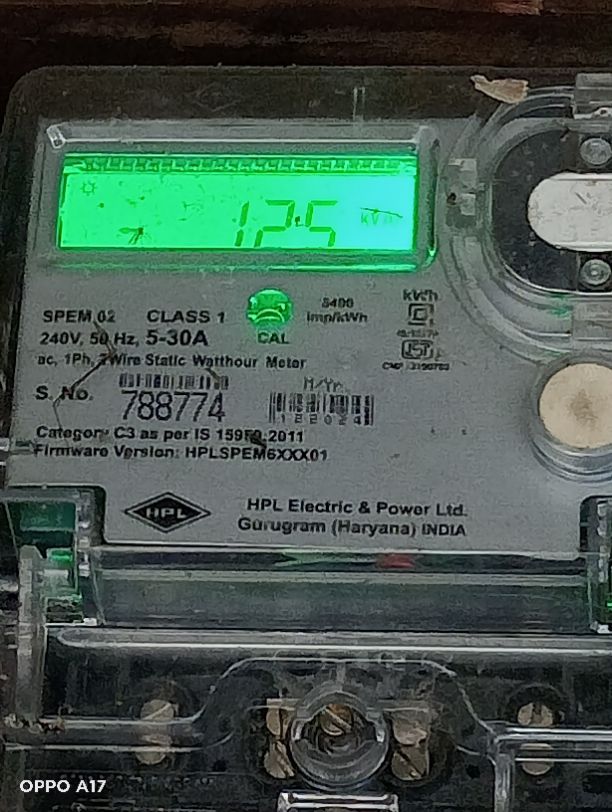 125
SPEM 02 CLASS 1 CAL imp/kWh kWh
240V, 50 Hz, 5-30A
ac, 1Ph, 2Wire Static Watthour Meter
M/Yr.
S. No. 788774 122024
Category C3 as per IS 15959:2011
Firmware Version: HPLSPEM6XXX01
HPL
HPL Electric & Power Ltd.
Gurugram (Haryana) INDIA
OPPO A17